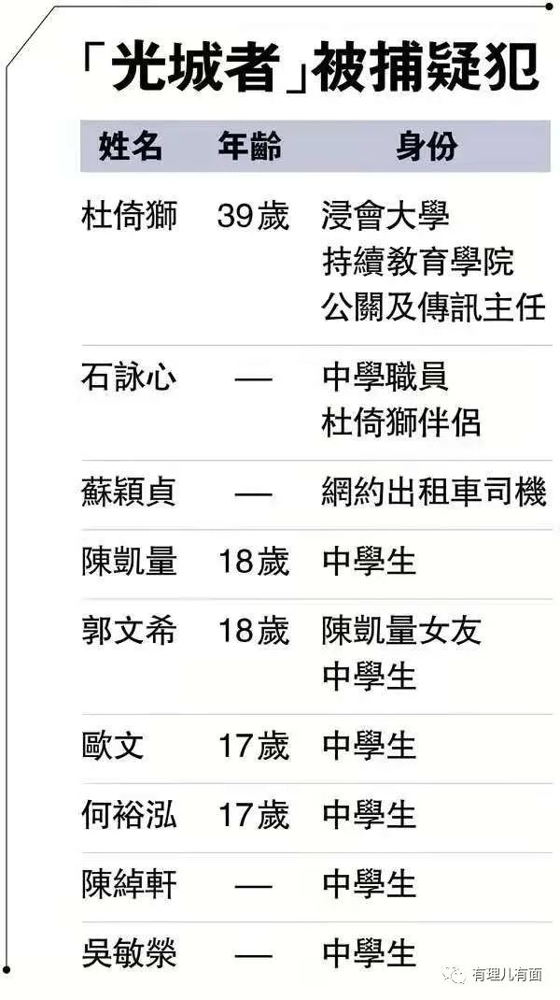 「光城者」被捕疑犯
姓名 年齡 身份
杜倚獅 39歲 浸會大學
持續教育學院
公關及傳訊主任
石詠心 — 中學職員
杜倚獅伴侶
蘇穎貞 — 網約出租車司機
陳凱量 18歲 中學生
郭文希 18歲 陳凱量女友
中學生
歐文 17歲 中學生
何裕泓 17歲 中學生
陳綽軒 — 中學生
吳敏榮 — 中學生
有理儿有面